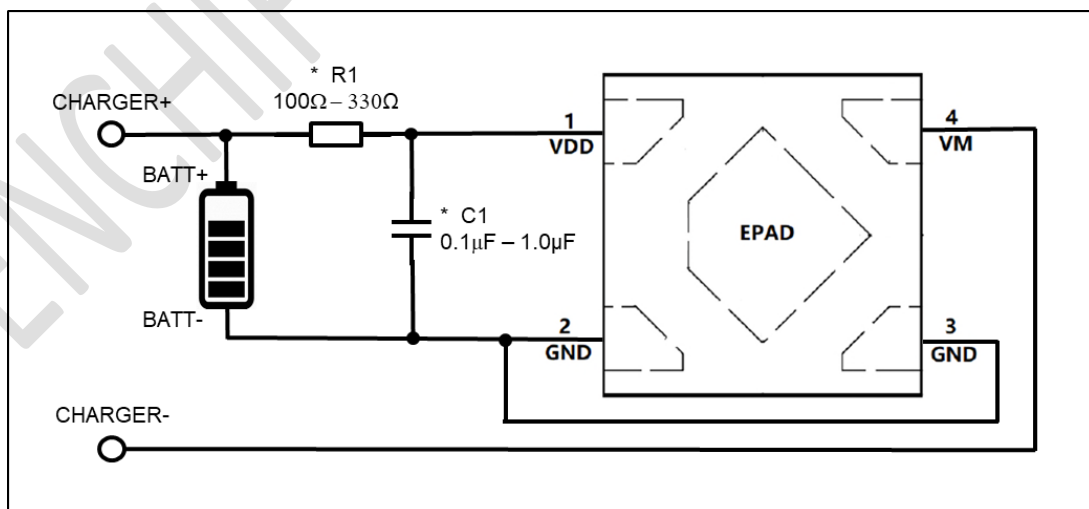 * R1
100Ω – 330Ω
CHARGER+
1
VDD
4
VM
BATT+
* C1
0.1μF – 1.0μF
EPAD
BATT-
2
GND
3
GND
CHARGER-